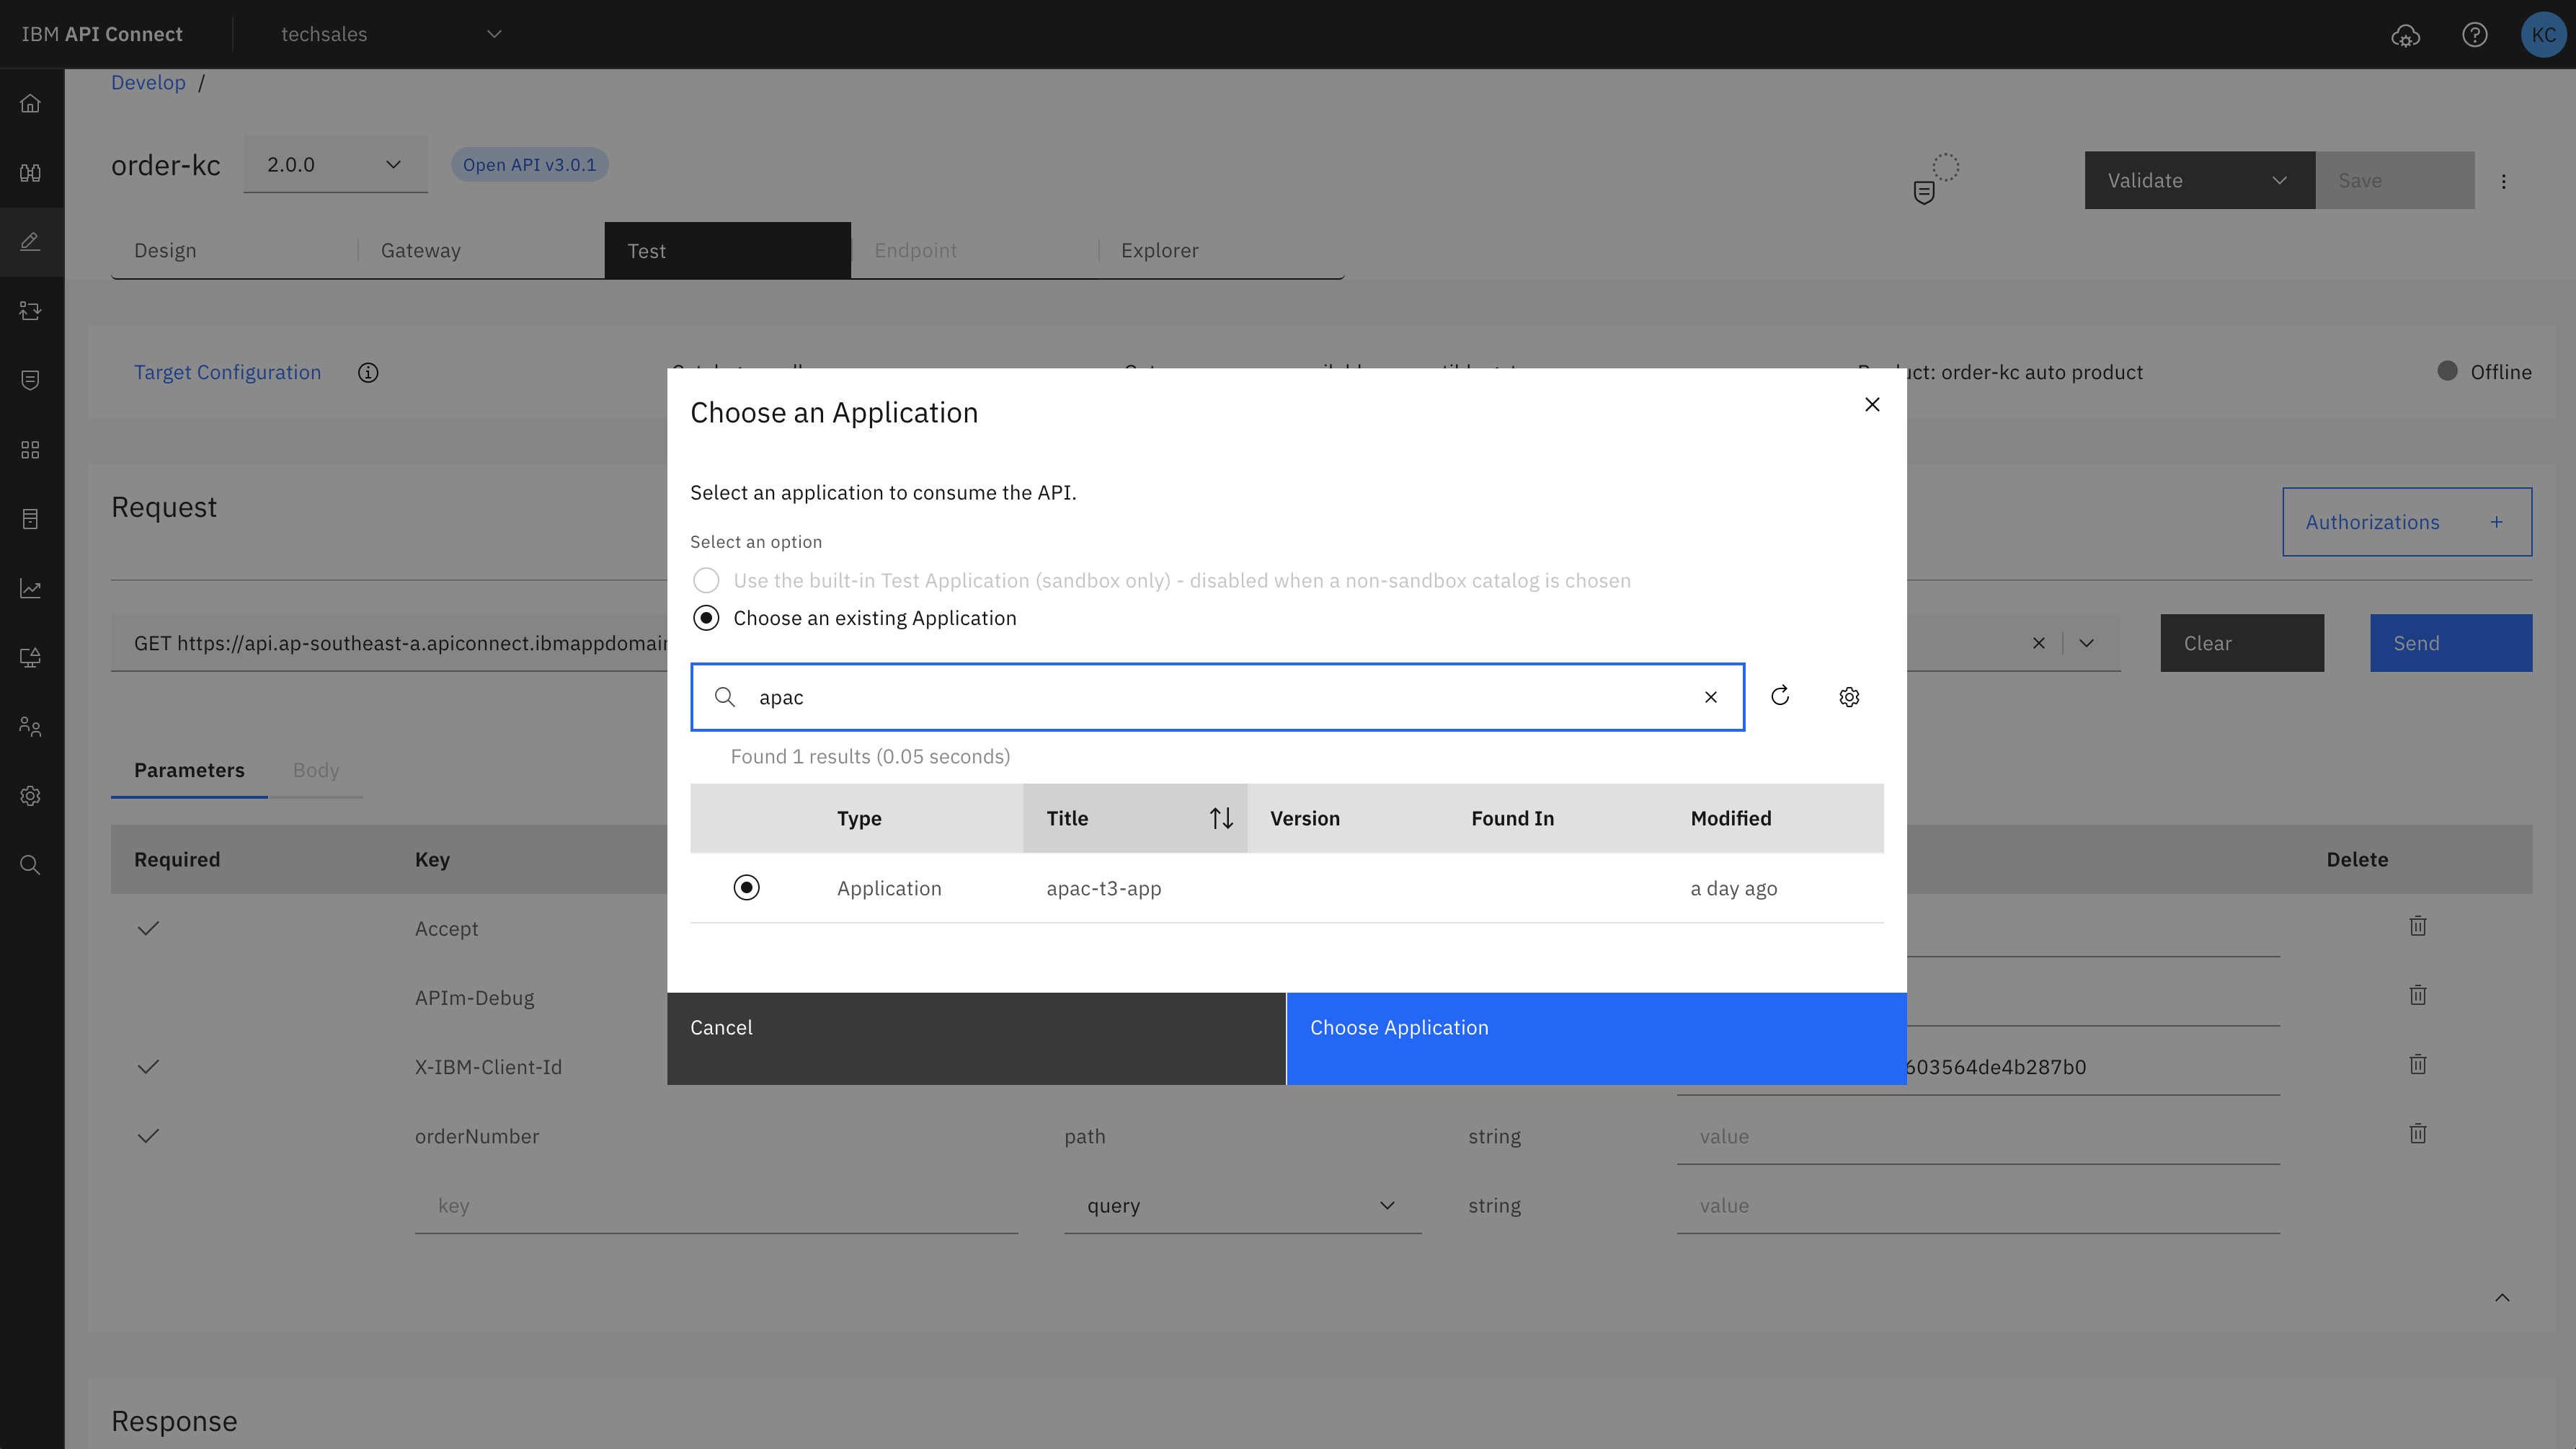 IBM API Connect
techsales
KC
Develop /
order-kc
2.0.0
Open API v3.0.1
Validate
Save
Design
Gateway
Test
Endpoint
Explorer
Target Configuration
Product: order-kc auto product
Offline
Choose an Application
Select an application to consume the API.
Select an option
Use the built-in Test Application (sandbox only) - disabled when a non-sandbox catalog is chosen
Choose an existing Application
apac
Found 1 results (0.05 seconds)
Type
Title
Version
Found In
Modified
Application
apac-t3-app
a day ago
Cancel
Choose Application
Request
Authorizations +
GET https://api.ap-southeast-a.apiconnect.ibmappdomain
Clear
Send
Parameters
Body
Required
Key
Delete
Accept
APIm-Debug
X-IBM-Client-Id
603564de4b287b0
orderNumber
path
string
value
key
query
string
value
Response